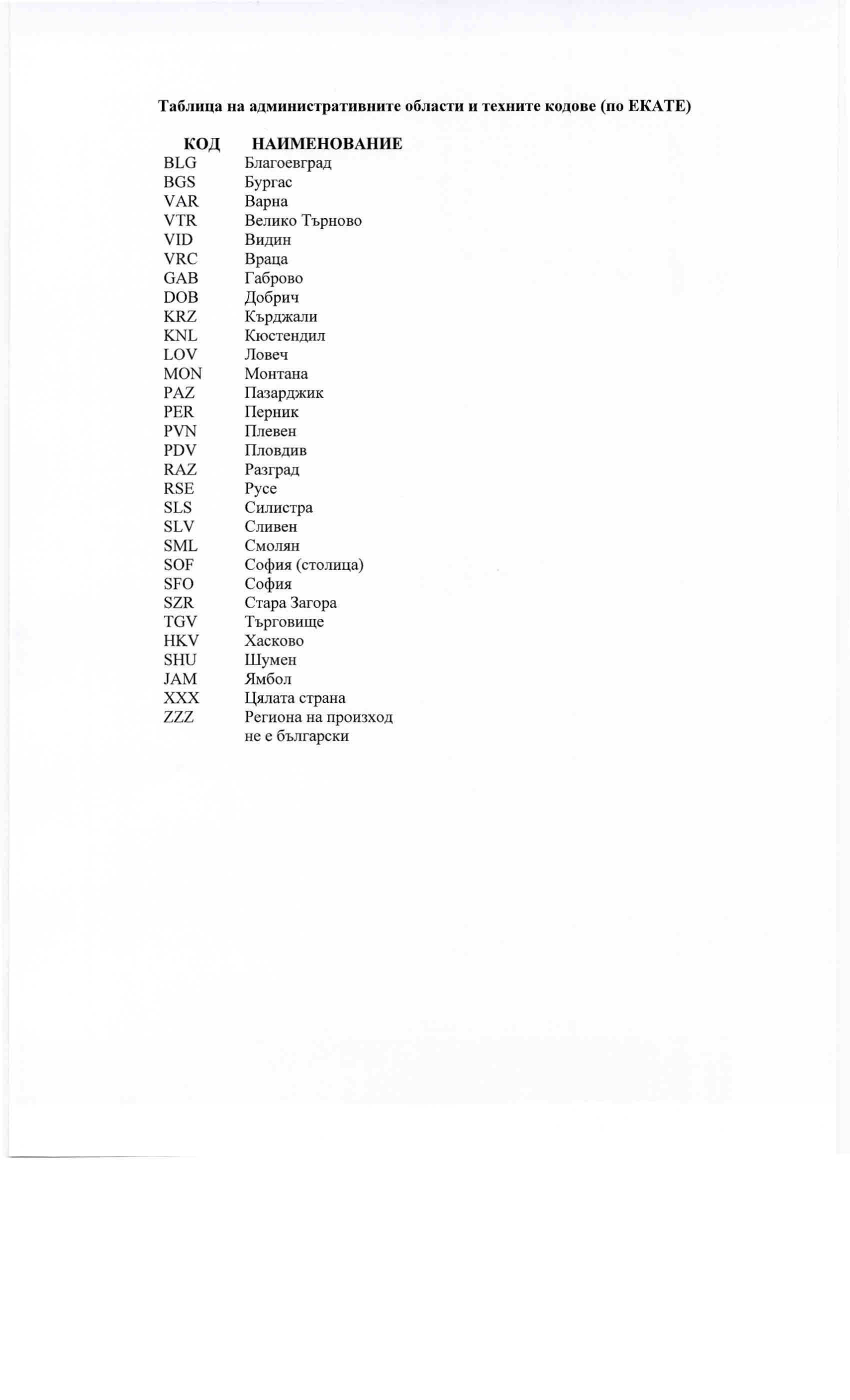 Таблица на административните области и техните кодове (по ЕКАТЕ)
КОД НАИМЕНОВАНИЕ
BLG Благоевград
BGS Бургас
VAR Варна
VTR Велико Търново
VID Видин
VRC Враца
GAB Габрово
DOB Добрич
KRZ Кърджали
KNL Кюстендил
LOV Ловеч
MON Монтана
PAZ Пазарджик
PER Перник
PVN Плевен
PDV Пловдив
RAZ Разград
RSE Русе
SLS Силистра
SLV Сливен
SML Смолян
SOF София (столица)
SFO София
SZR Стара Загора
TGV Търговище
HKV Хасково
SHU Шумен
JAM Ямбол
XXX Цялата страна
ZZZ Региона на произход
не е български